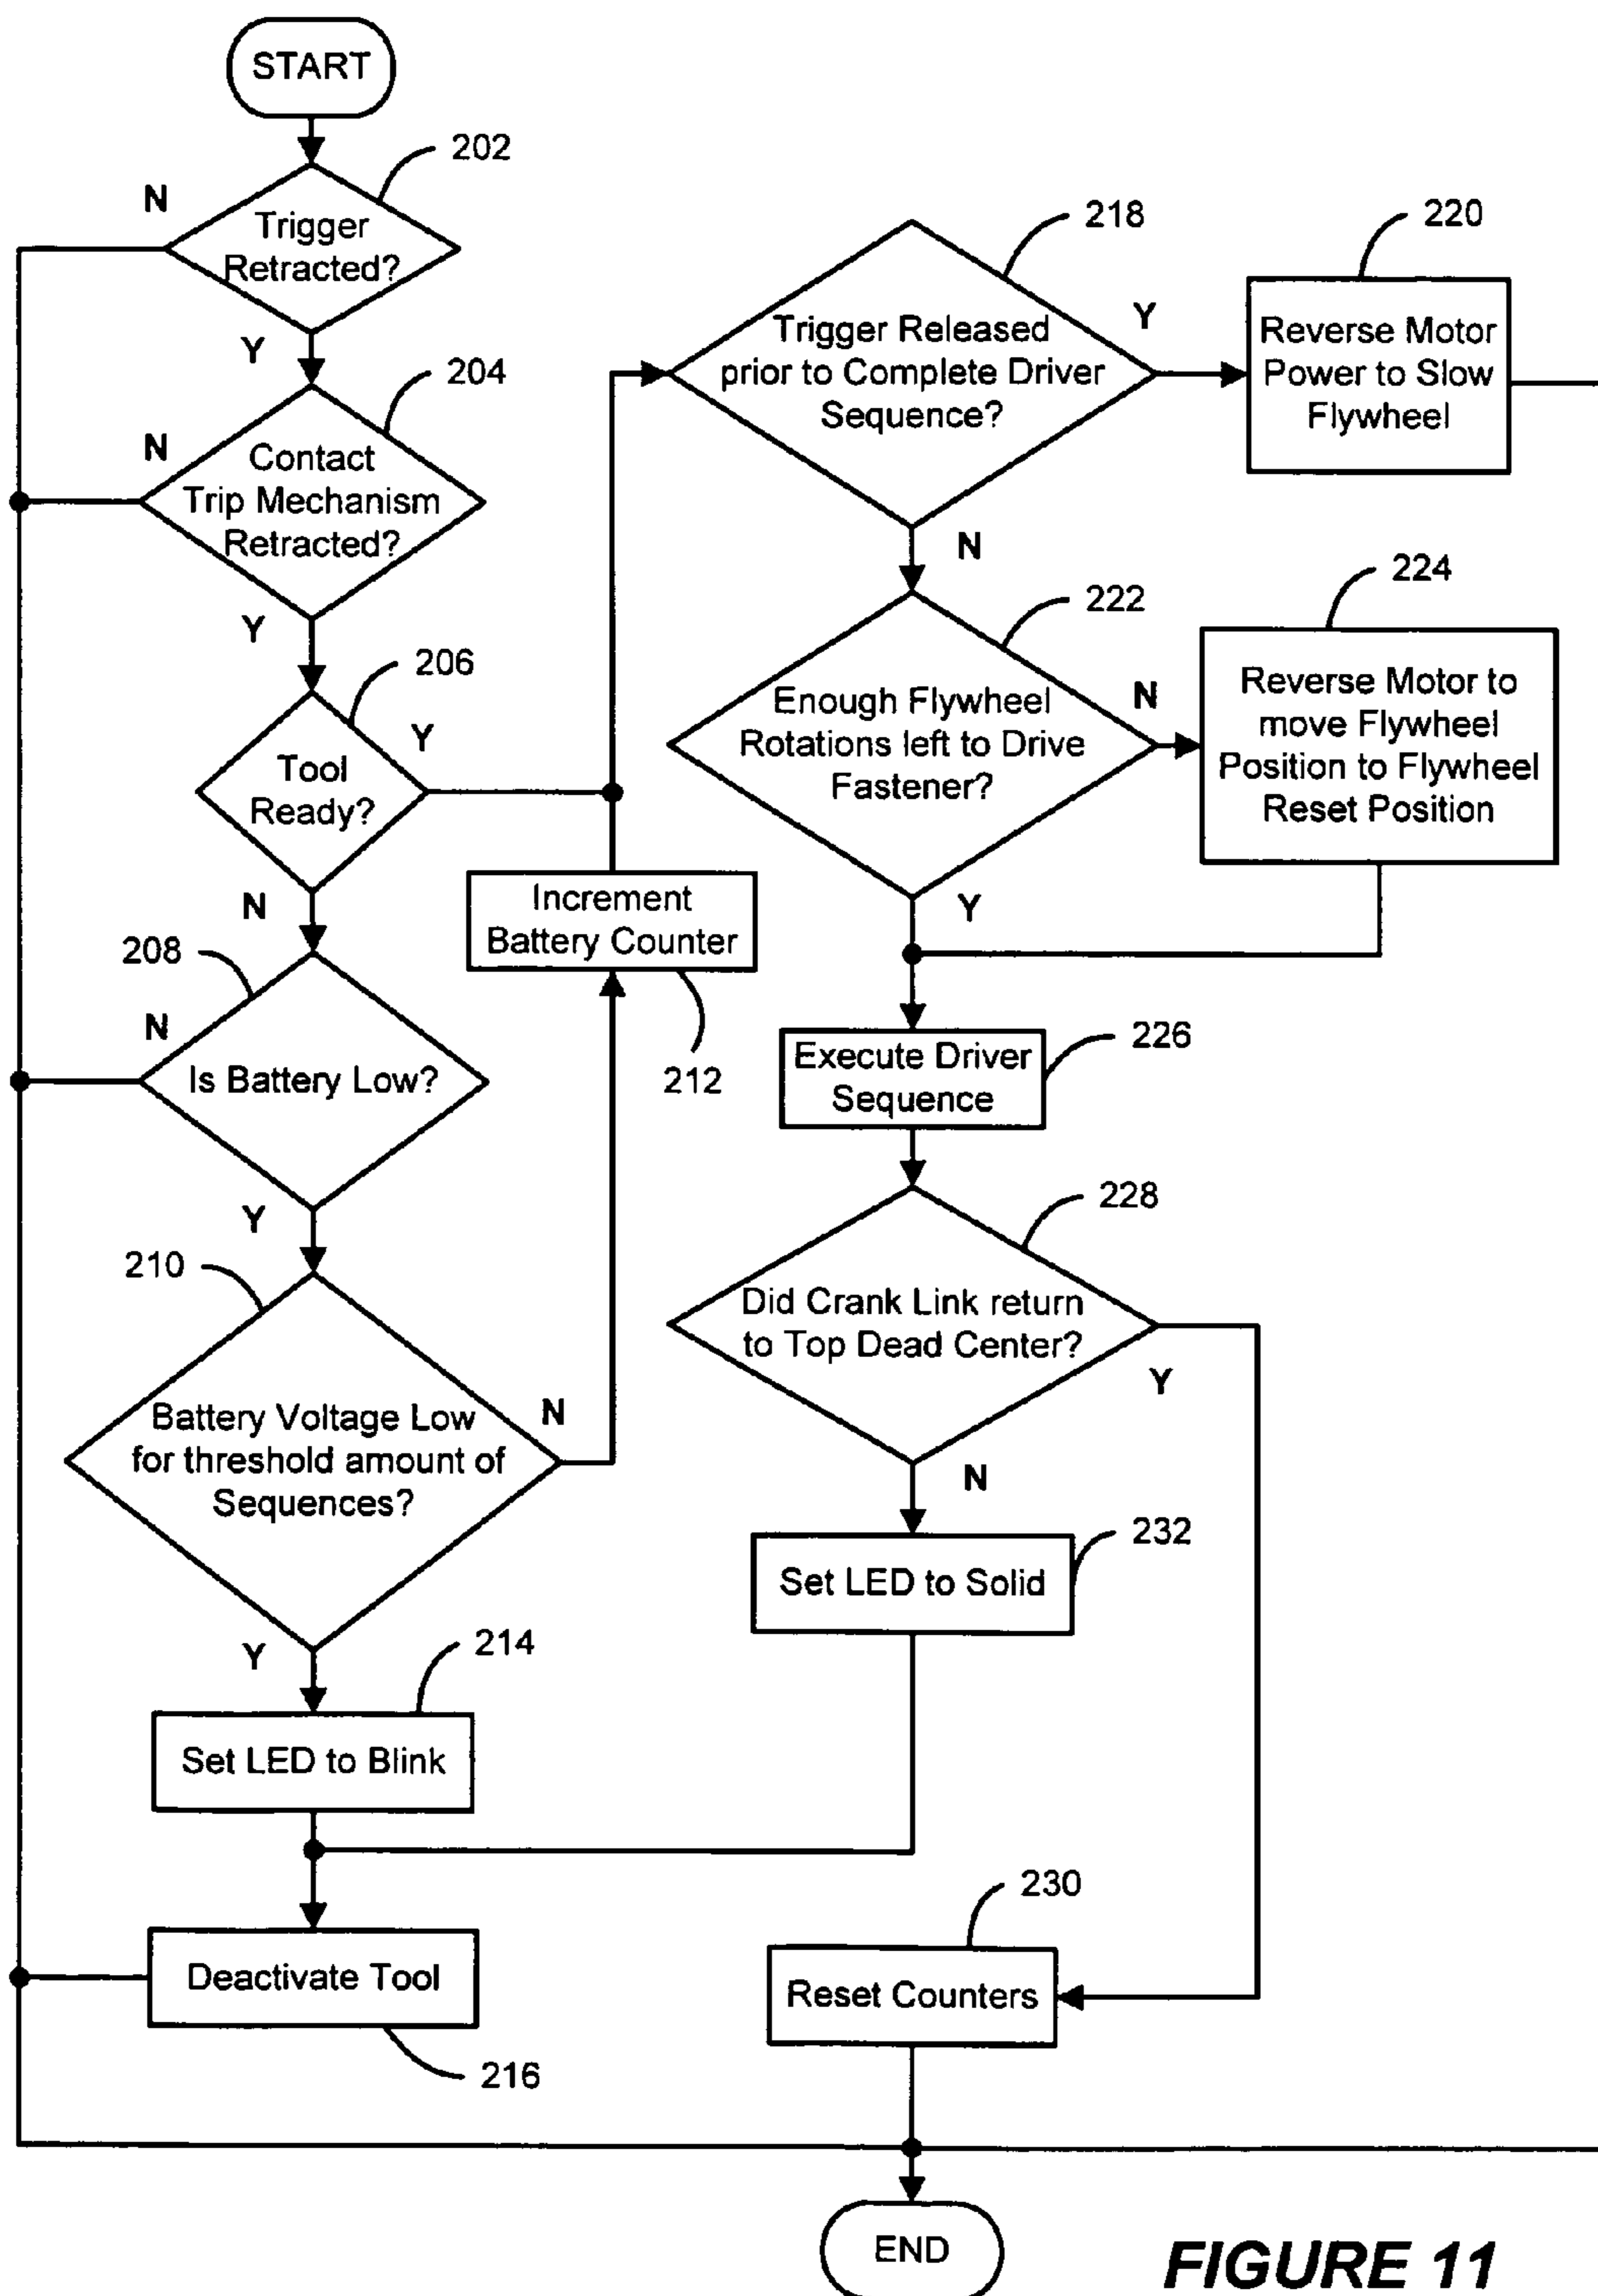 START
202
N
Trigger
Retracted?
Y
204
N
Contact
Trip Mechanism
Retracted?
Y
206
Y
Tool
Ready?
N
208
N
Is Battery Low?
Y
210
Battery Voltage Low
for threshold amount of
Sequences?
N
Y
214
Set LED to Blink
Deactivate Tool
216
Increment
Battery Counter
212
218
Trigger Released
prior to Complete Driver
Sequence?
Y
220
Reverse Motor
Power to Slow
Flywheel
N
222
Enough Flywheel
Rotations left to Drive
Fastener?
N
224
Reverse Motor to
move Flywheel
Position to Flywheel
Reset Position
Y
226
Execute Driver
Sequence
228
Did Crank Link return
to Top Dead Center?
Y
N
232
Set LED to Solid
230
Reset Counters
END
FIGURE 11